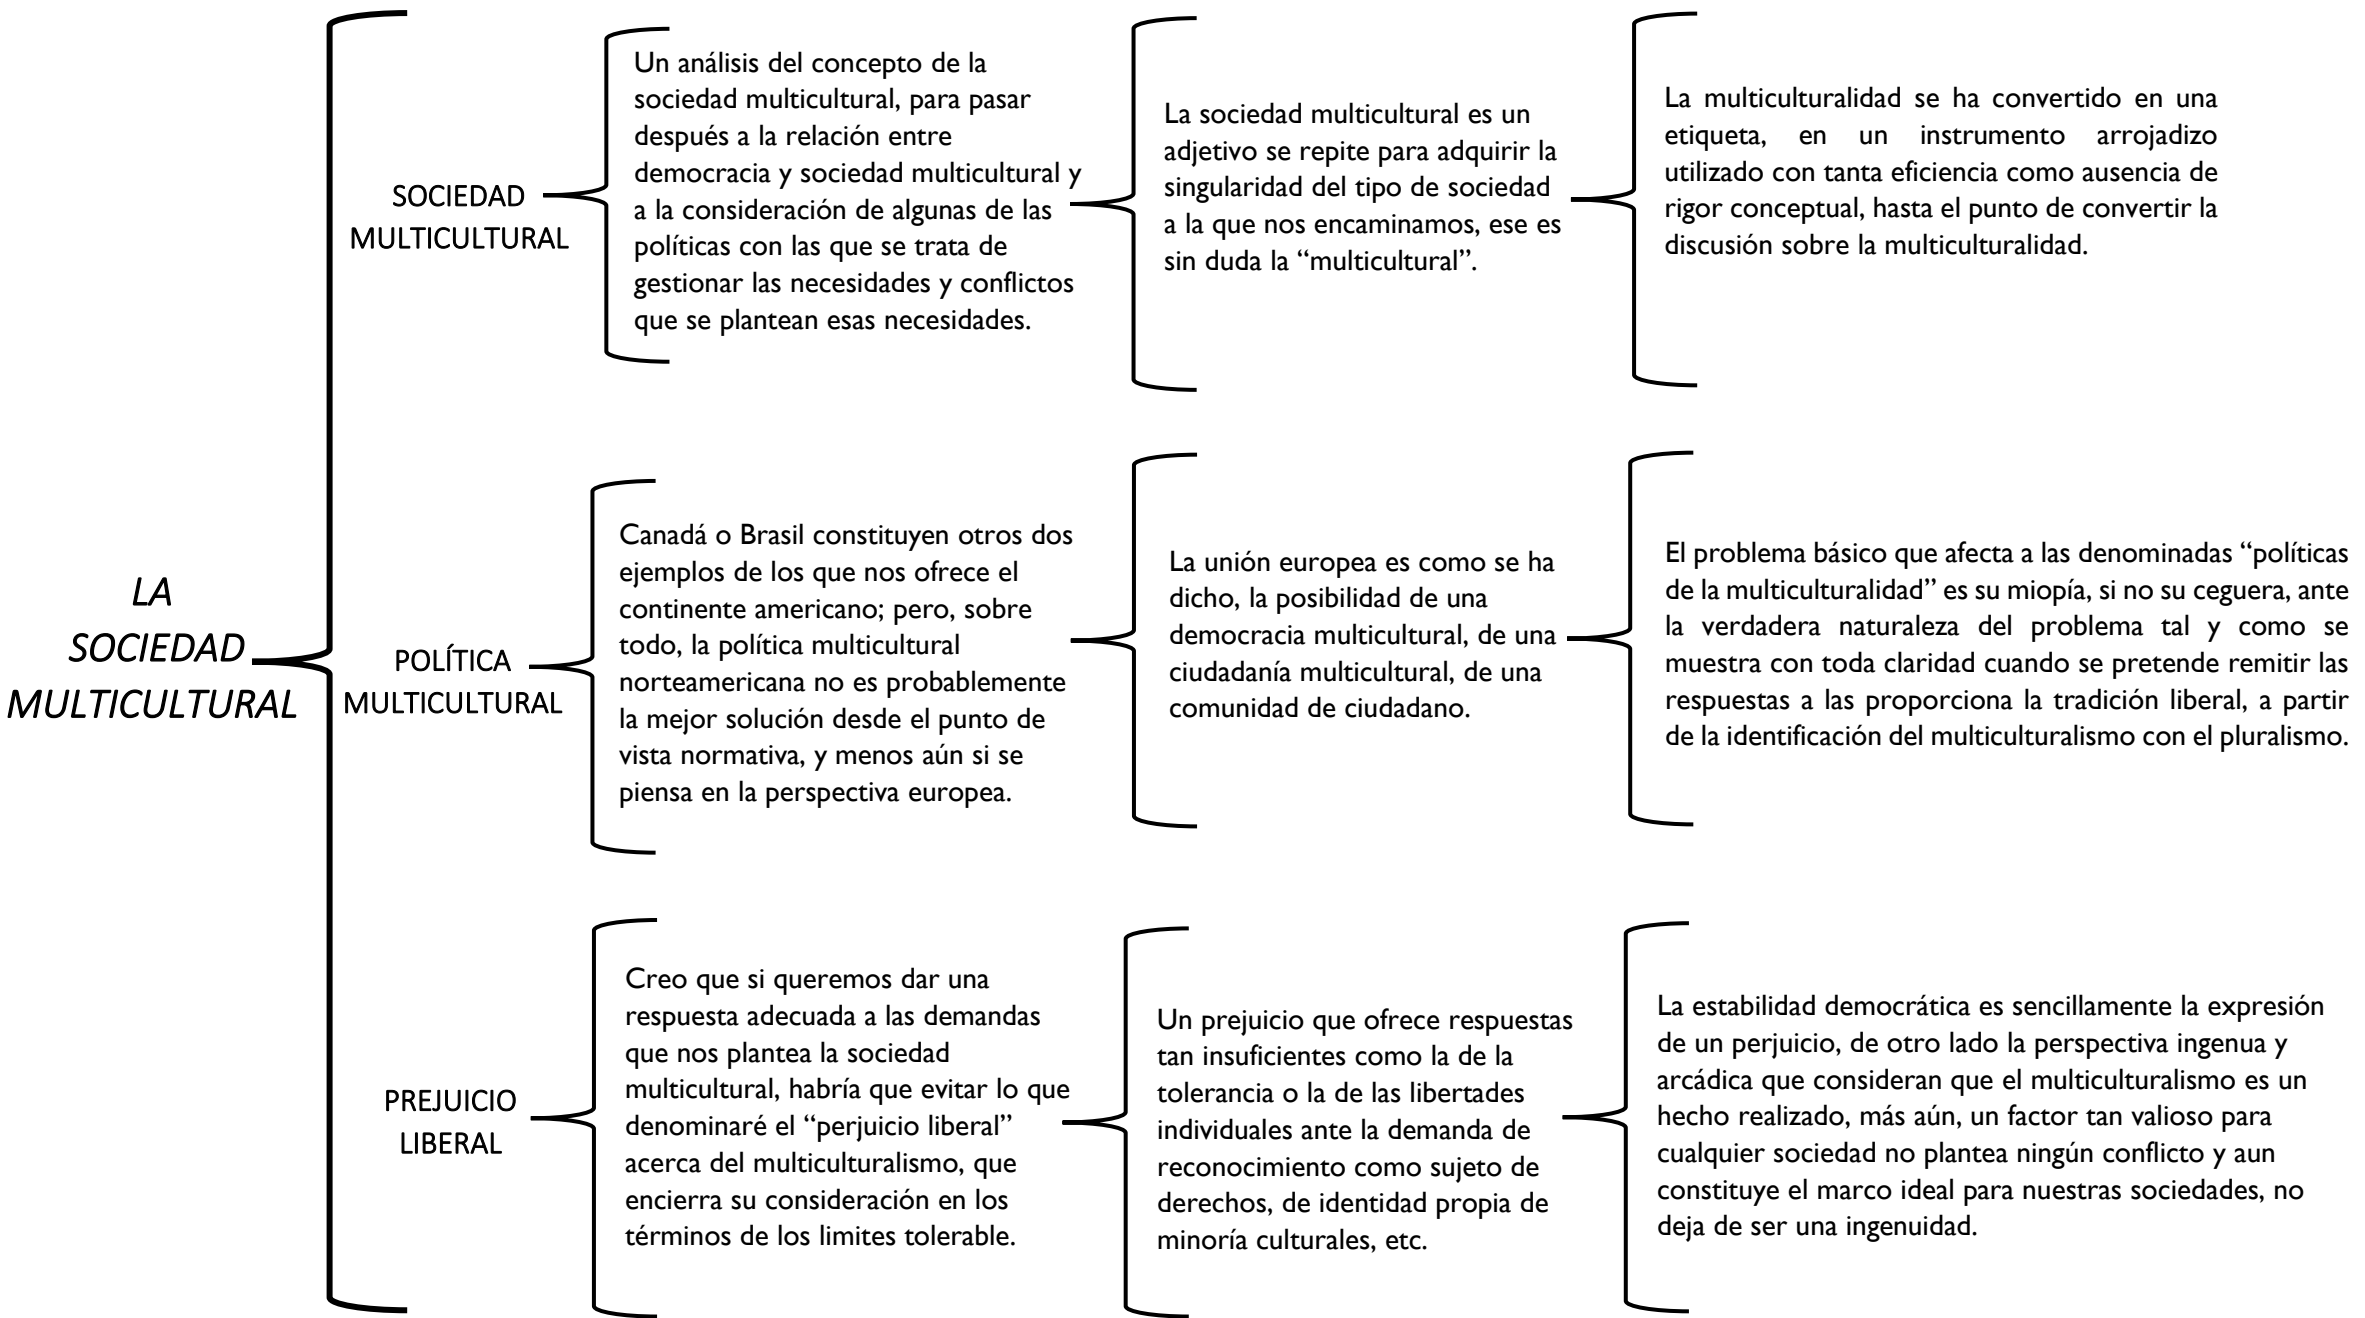 LA
SOCIEDAD
MULTICULTURAL
SOCIEDAD
MULTICULTURAL
Un análisis del concepto de la
sociedad multicultural, para pasar
después a la relación entre
democracia y sociedad multicultural y
a la consideración de algunas de las
políticas con las que se trata de
gestionar las necesidades y conflictos
que se plantean esas necesidades.
La sociedad multicultural es un
adjetivo se repite para adquirir la
singularidad del tipo de sociedad
a la que nos encaminamos, ese es
sin duda la “multicultural”.
La multiculturalidad se ha convertido en una
etiqueta, en un instrumento arrojadizo
utilizado con tanta eficiencia como ausencia de
rigor conceptual, hasta el punto de convertir la
discusión sobre la multiculturalidad.
POLÍTICA
MULTICULTURAL
Canadá o Brasil constituyen otros dos
ejemplos de los que nos ofrece el
continente americano; pero, sobre
todo, la política multicultural
norteamericana no es probablemente
la mejor solución desde el punto de
vista normativa, y menos aún si se
piensa en la perspectiva europea.
La unión europea es como se ha
dicho, la posibilidad de una
democracia multicultural, de una
ciudadanía multicultural, de una
comunidad de ciudadano.
El problema básico que afecta a las denominadas “políticas
de la multiculturalidad” es su miopía, si no su ceguera, ante
la verdadera naturaleza del problema tal y como se
muestra con toda claridad cuando se pretende remitir las
respuestas a las proporciona la tradición liberal, a partir
de la identificación del multiculturalismo con el pluralismo.
PREJUICIO
LIBERAL
Creo que si queremos dar una
respuesta adecuada a las demandas
que nos plantea la sociedad
multicultural, habría que evitar lo que
denominaré el “perjuicio liberal”
acerca del multiculturalismo, que
encierra su consideración en los
términos de los limites tolerable.
Un prejuicio que ofrece respuestas
tan insuficientes como la de la
tolerancia o la de las libertades
individuales ante la demanda de
reconocimiento como sujeto de
derechos, de identidad propia de
minoría culturales, etc.
La estabilidad democrática es sencillamente la expresión
de un perjuicio, de otro lado la perspectiva ingenua y
arcádica que consideran que el multiculturalismo es un
hecho realizado, más aún, un factor tan valioso para
cualquier sociedad no plantea ningún conflicto y aun
constituye el marco ideal para nuestras sociedades, no
deja de ser una ingenuidad.